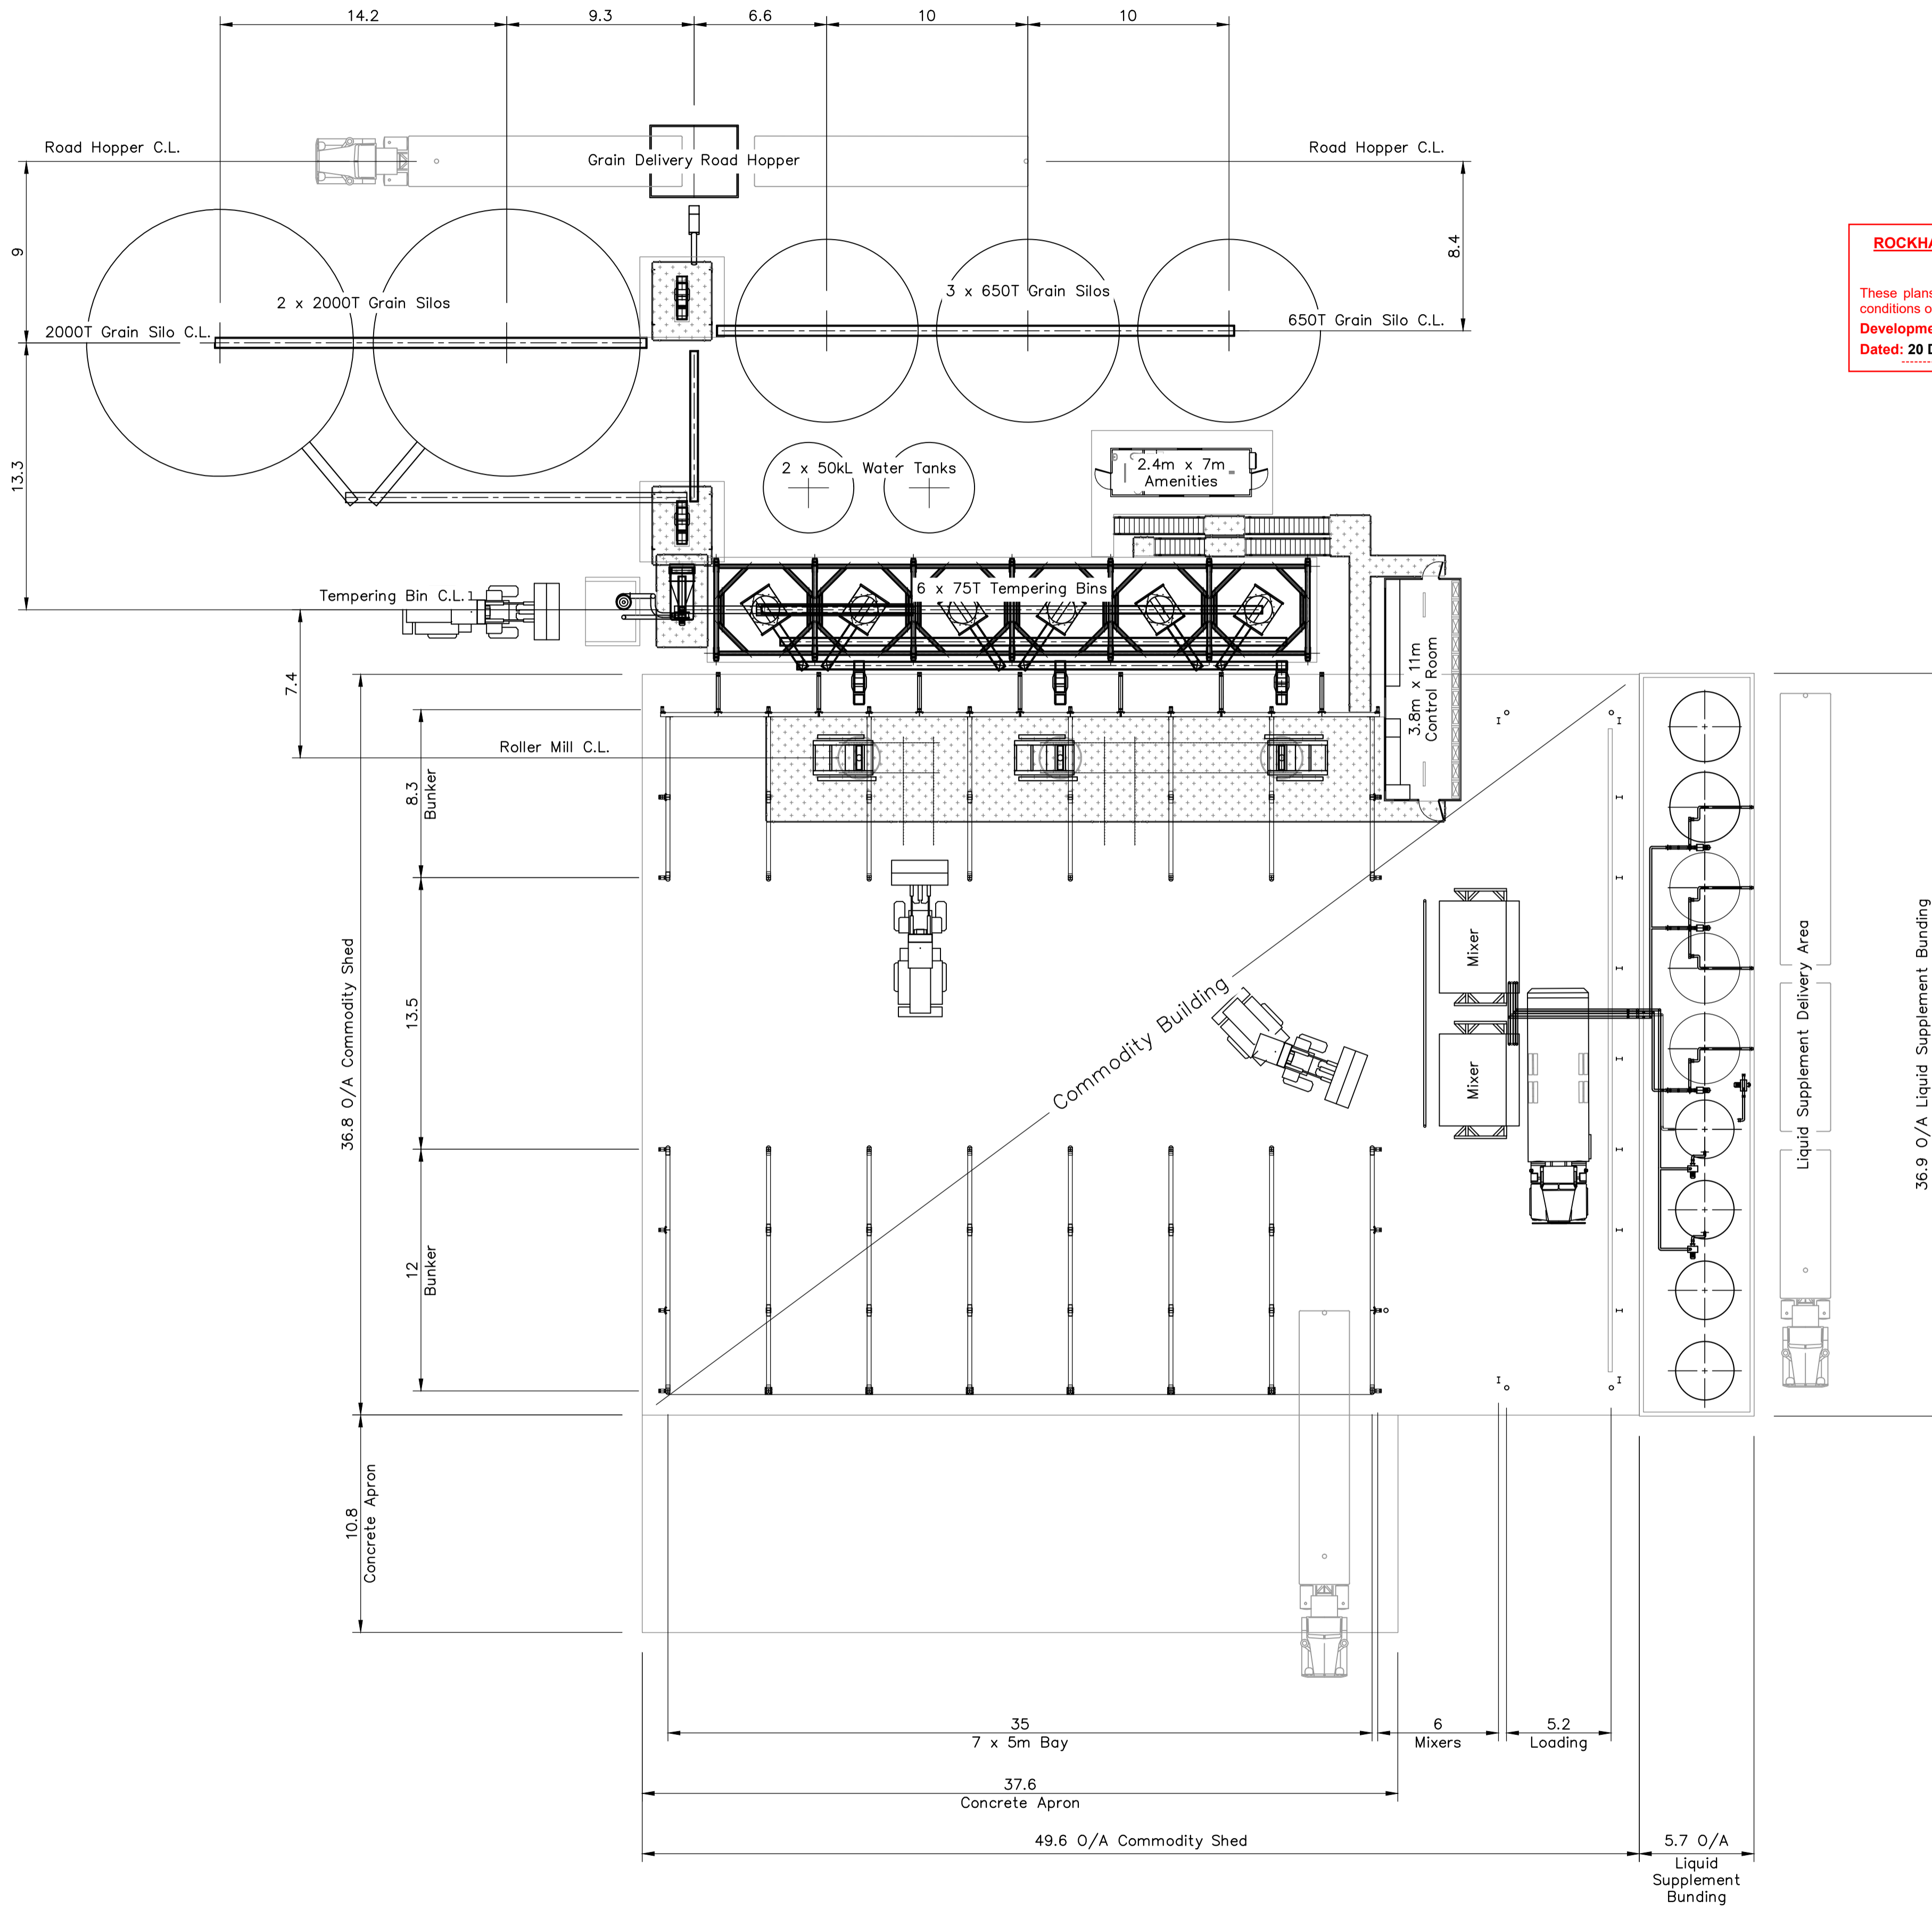 14.2
9.3
6.6
10
10
Road Hopper C.L.
Grain Delivery Road Hopper
Road Hopper C.L.
9
8.4
ROCKHA
These plans
conditions o
Developme
Dated: 20 D
2 x 2000T Grain Silos
3 x 650T Grain Silos
2000T Grain Silo C.L.
650T Grain Silo C.L.
13.3
2 x 50kL Water Tanks
2.4m x 7m
Amenities
Tempering Bin C.L.
6 x 75T Tempering Bins
7.4
3.8m x 11m
Control Room
Roller Mill C.L.
8.3
Bunker
36.8 O/A Commodity Shed
13.5
Commodity Building
Mixer
Mixer
Liquid Supplement Delivery Area
36.9 O/A Liquid Supplement Bunding
12
Bunker
10.8
Concrete Apron
35
7 x 5m Bay
6
Mixers
5.2
Loading
37.6
Concrete Apron
49.6 O/A Commodity Shed
5.7 O/A
Liquid
Supplement
Bunding